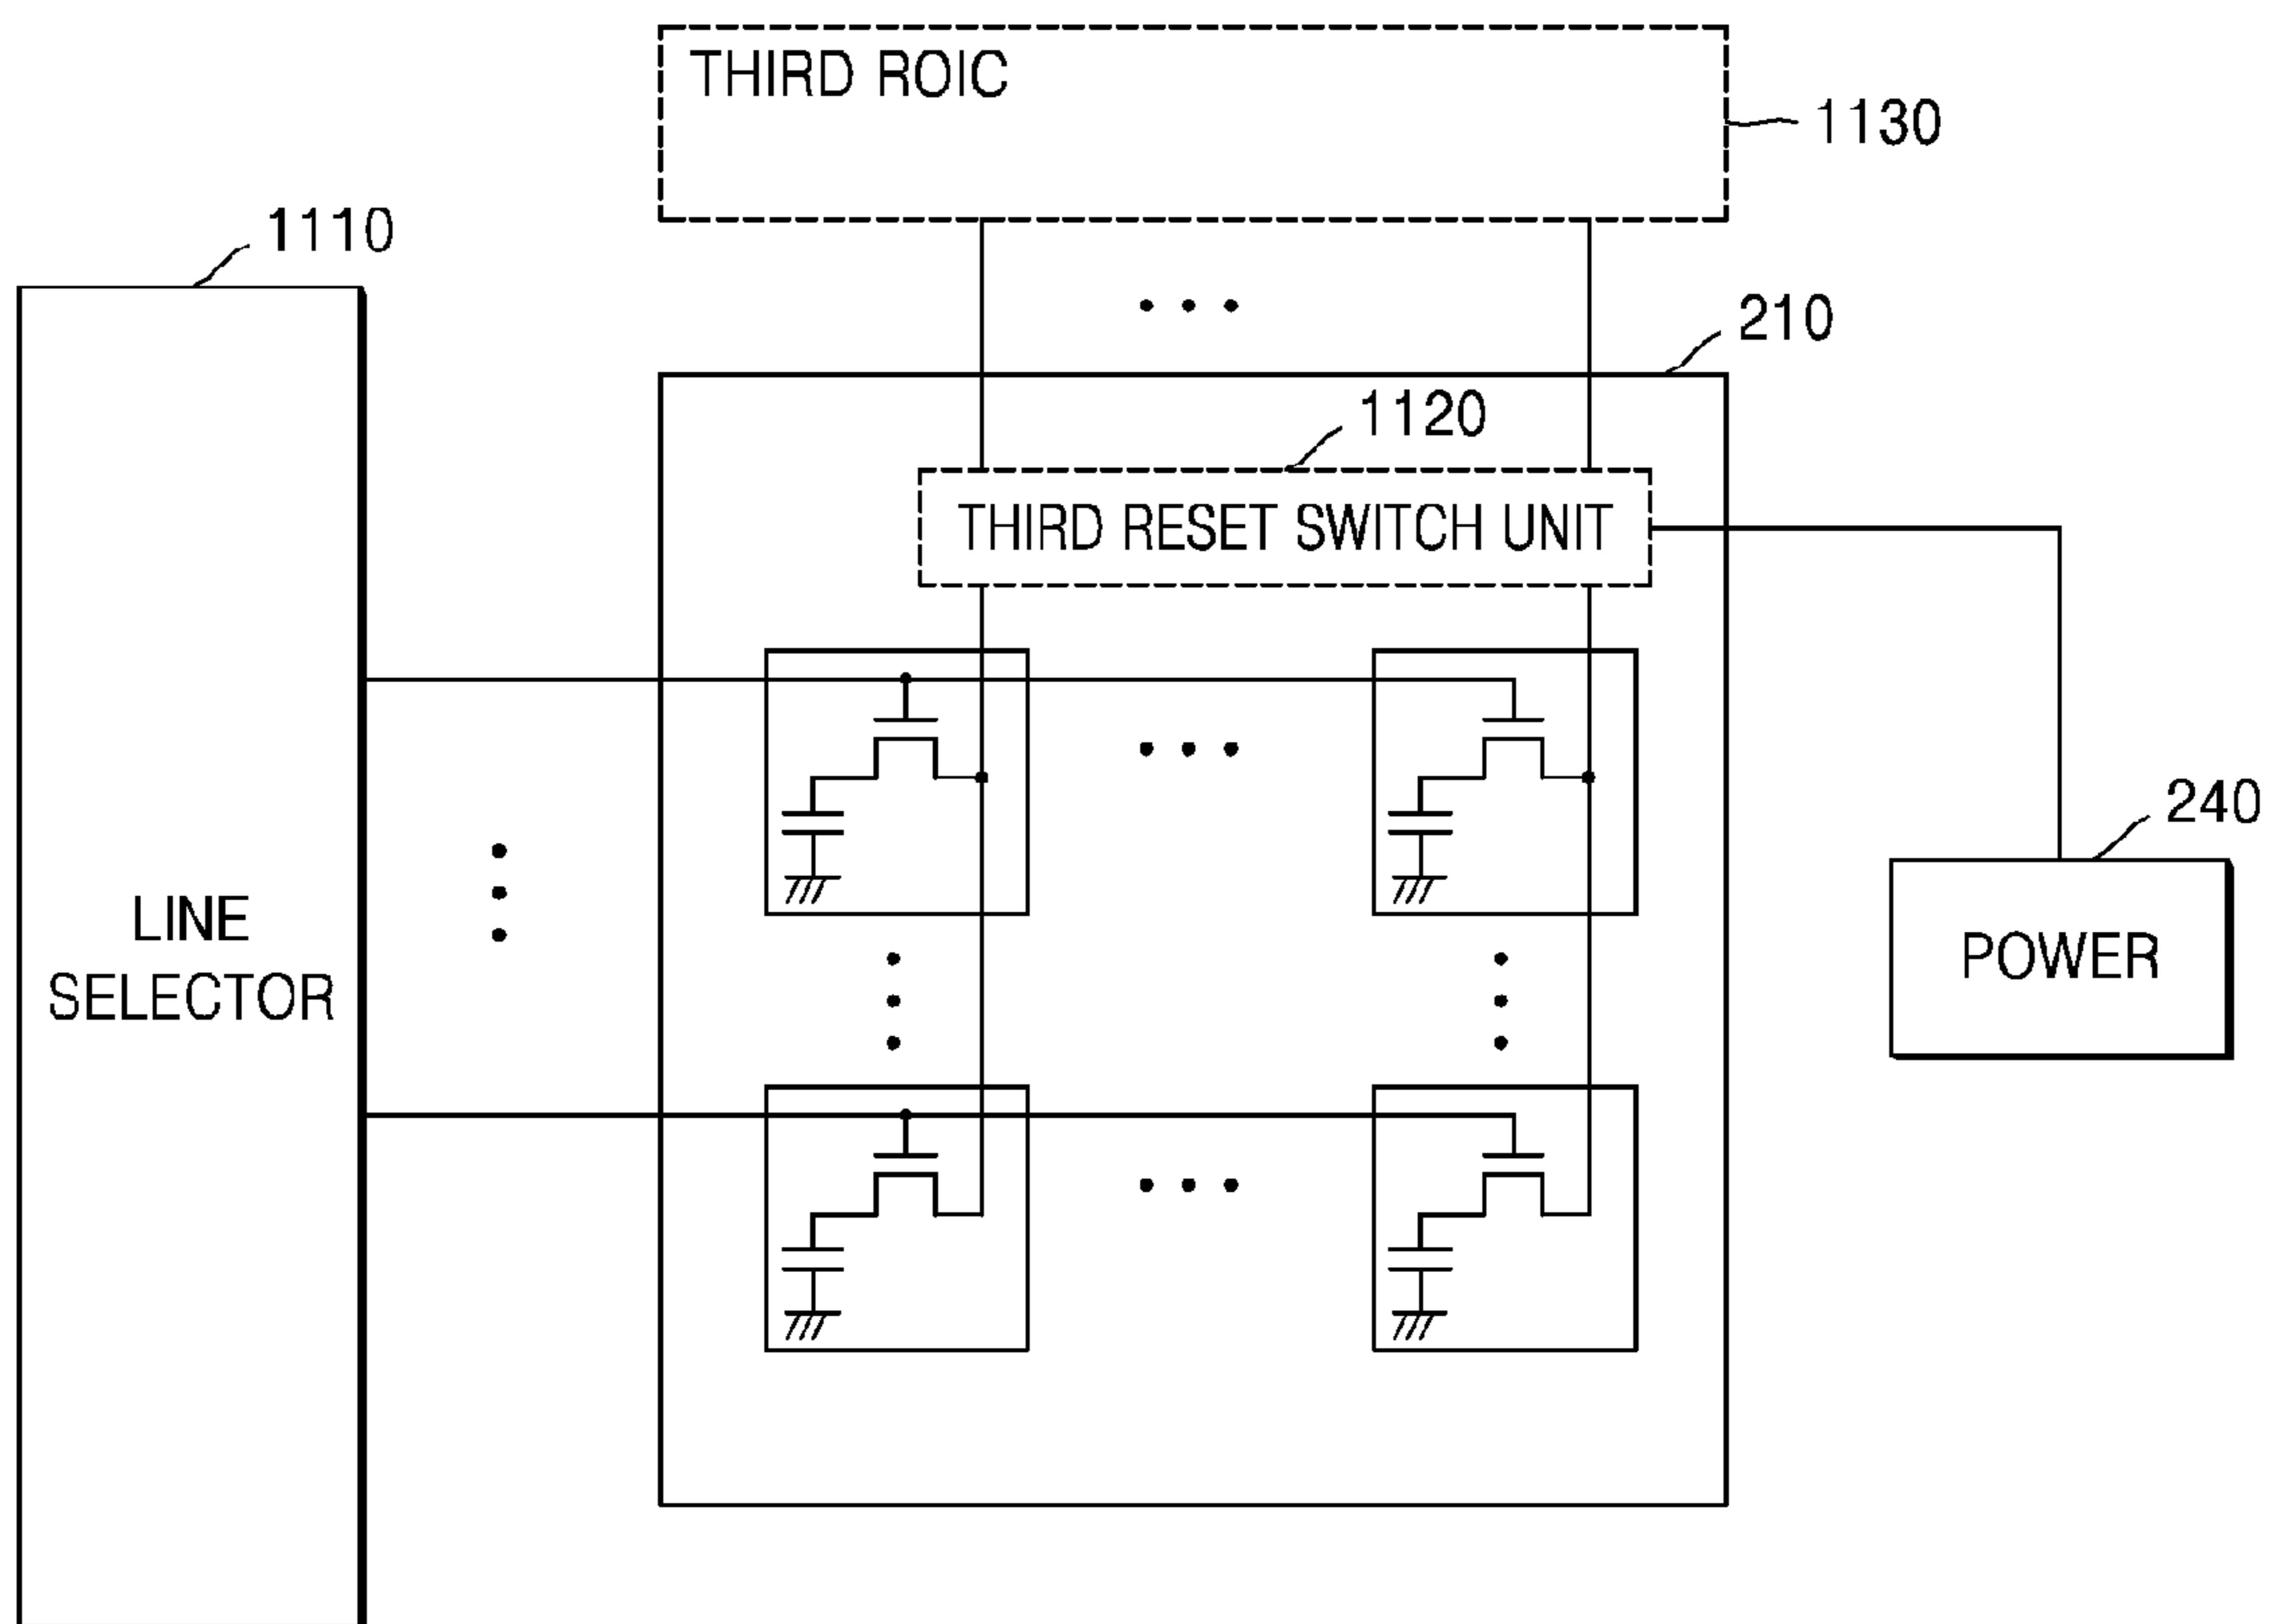 THIRD ROIC
1130
1110
210
1120
THIRD RESET SWITCH UNIT
240
LINE
SELECTOR
POWER